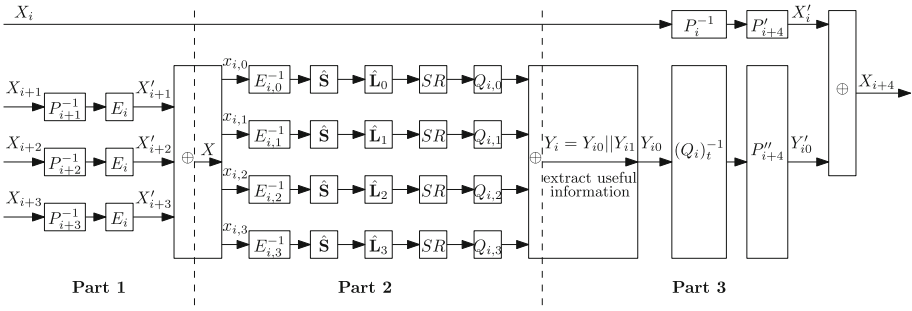 X_i P_i^{-1} P'_{i+4} X'_i
X_{i+1} P_{i+1}^{-1} E_i X'_{i+1}
X_{i+2} P_{i+2}^{-1} E_i X'_{i+2}
X_{i+3} P_{i+3}^{-1} E_i X'_{i+3}
⊕ X
x_{i,0} E_{i,0}^{-1} Ŝ L̂_0 SR Q_{i,0}
x_{i,1} E_{i,1}^{-1} Ŝ L̂_1 SR Q_{i,1}
x_{i,2} E_{i,2}^{-1} Ŝ L̂_2 SR Q_{i,2}
x_{i,3} E_{i,3}^{-1} Ŝ L̂_3 SR Q_{i,3}
⊕ Y_i = Y_{i0}||Y_{i1} Y_{i0} (Q_i)_t^{-1} P''_{i+4} Y'_{i0}
extract useful
information
⊕ X_{i+4}
Part 1 Part 2 Part 3